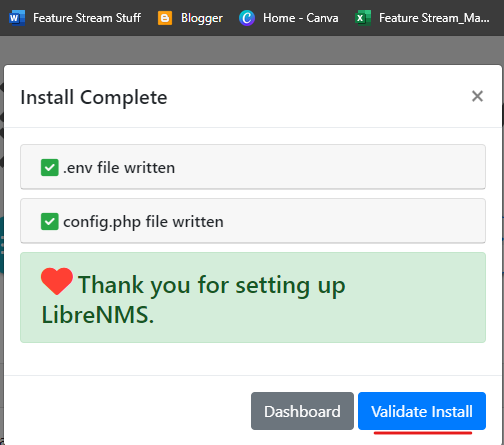 Feature Stream Stuff Blogger Home - Canva Feature Stream_Ma...
Install Complete ×
.env file written
config.php file written
Thank you for setting up
LibreNMS.
Dashboard Validate Install